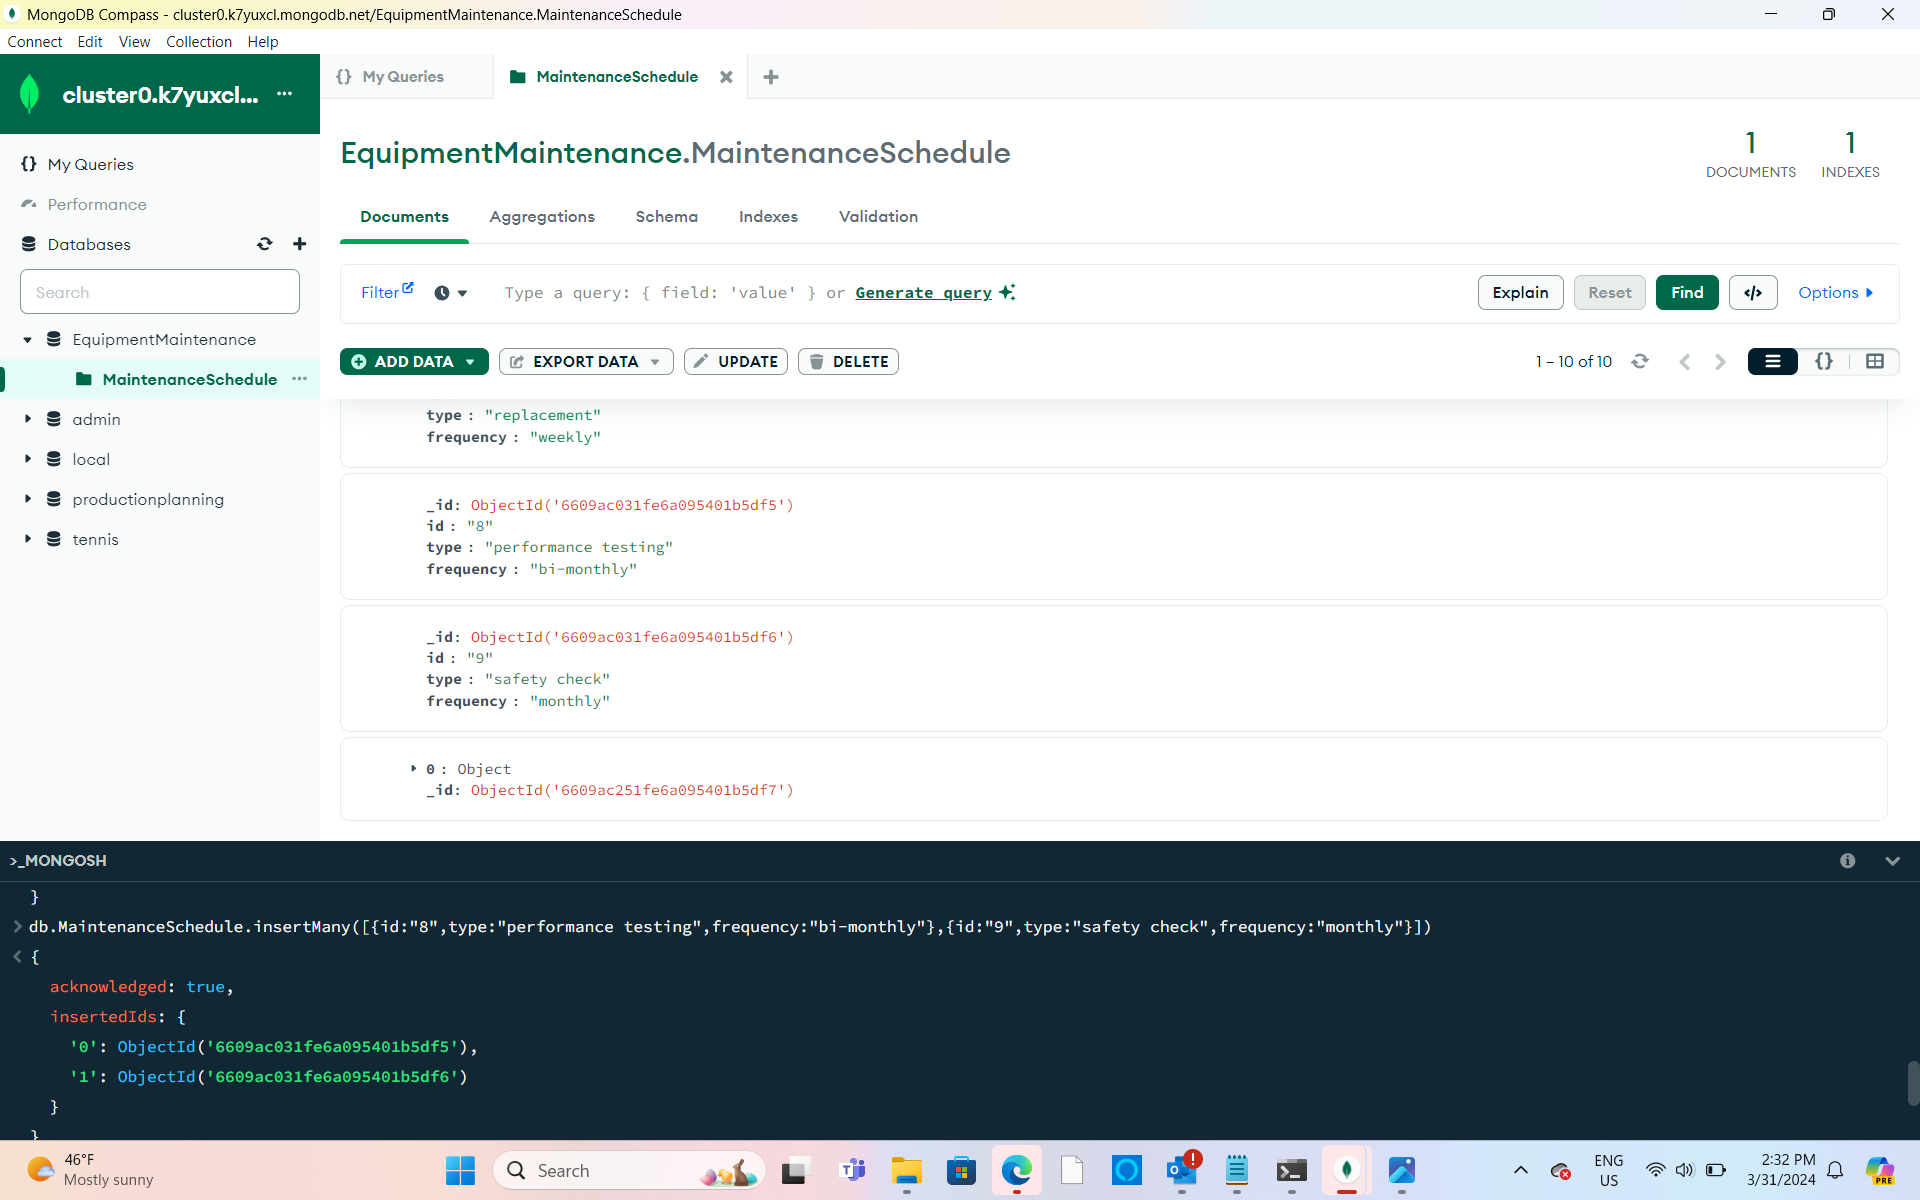 MongoDB Compass - cluster0.k7yuxcl.mongodb.net/EquipmentMaintenance.MaintenanceSchedule
Connect Edit View Collection Help
cluster0.k7yuxcl... ···
{} My Queries
MaintenanceSchedule
{} My Queries
Performance
Databases
Search
EquipmentMaintenance
MaintenanceSchedule ···
admin
local
productionplanning
tennis
EquipmentMaintenance.MaintenanceSchedule
1 DOCUMENTS
1 INDEXES
Documents Aggregations Schema Indexes Validation
Filter Type a query: { field: 'value' } or Generate query Explain Reset Find </> Options
ADD DATA EXPORT DATA UPDATE DELETE 1 – 10 of 10 {}
type : "replacement"
frequency : "weekly"
_id: ObjectId('6609ac031fe6a095401b5df5')
id : "8"
type : "performance testing"
frequency : "bi-monthly"
_id: ObjectId('6609ac031fe6a095401b5df6')
id : "9"
type : "safety check"
frequency : "monthly"
0 : Object
_id: ObjectId('6609ac251fe6a095401b5df7')
>_MONGOSH
}
> db.MaintenanceSchedule.insertMany([{id:"8",type:"performance testing",frequency:"bi-monthly"},{id:"9",type:"safety check",frequency:"monthly"}])
< {
acknowledged: true,
insertedIds: {
'0': ObjectId('6609ac031fe6a095401b5df5'),
'1': ObjectId('6609ac031fe6a095401b5df6')
}
}
46°F
Mostly sunny
Search
ENG
US
2:32 PM
3/31/2024
PRE